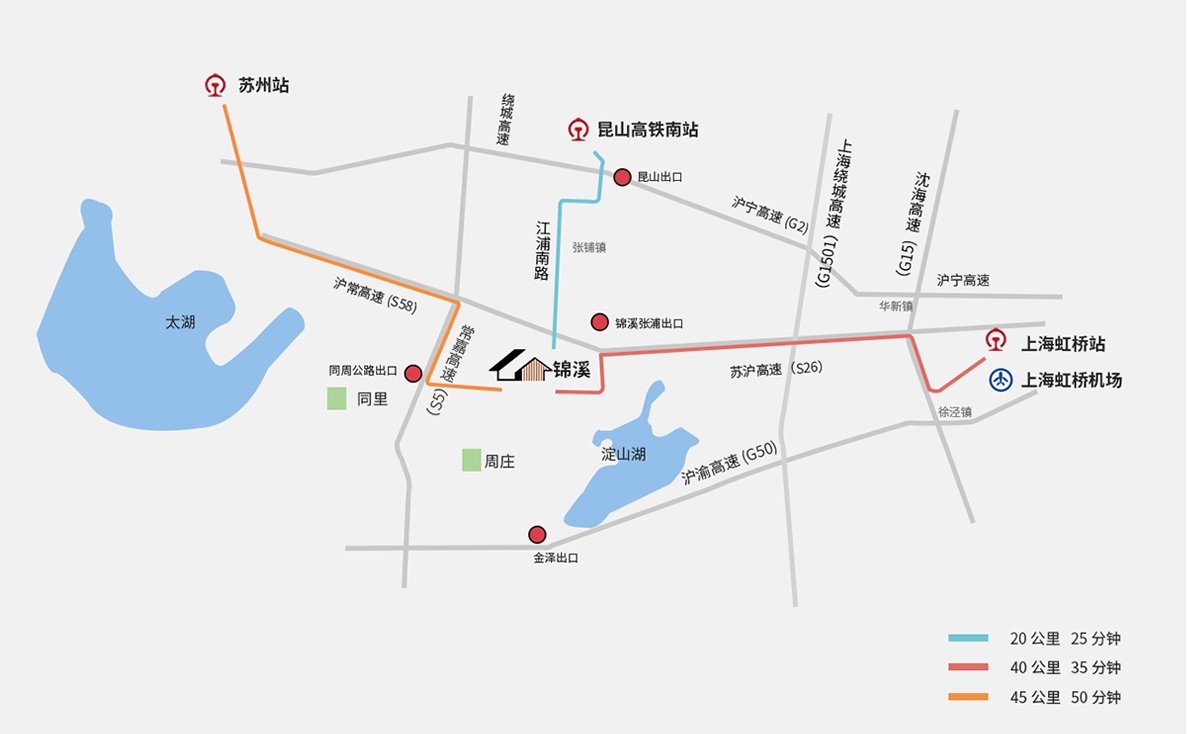 苏州站
绕城高速
昆山高铁南站
昆山出口
沪宁高速 (G2)
上海绕城高速 (G1501)
沈海高速 (G15)
江浦南路
张铺镇
沪宁高速
华新镇
沪常高速 (S58)
太湖
锦溪张浦出口
上海虹桥站
常嘉高速 (S5)
同周公路出口
锦溪
苏沪高速 (S26)
上海虹桥机场
同里
徐泾镇
周庄
淀山湖
沪渝高速 (G50)
金泽出口
20 公里 25 分钟
40 公里 35 分钟
45 公里 50 分钟